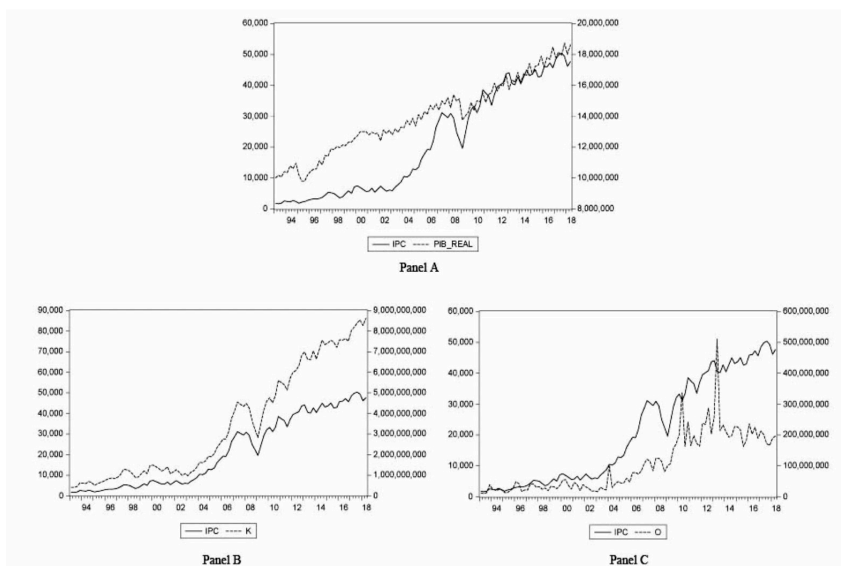 60,000 20,000,000
50,000 18,000,000
40,000 16,000,000
30,000 14,000,000
20,000 12,000,000
10,000 10,000,000
0 8,000,000
94 96 98 00 02 04 06 08 10 12 14 16 18
IPC PIB_REAL
Panel A
90,000 9,000,000,000
80,000 8,000,000,000
70,000 7,000,000,000
60,000 6,000,000,000
50,000 5,000,000,000
40,000 4,000,000,000
30,000 3,000,000,000
20,000 2,000,000,000
10,000 1,000,000,000
0 0
94 96 98 00 02 04 06 08 10 12 14 16 18
IPC K
Panel B
60,000 600,000,000
50,000 500,000,000
40,000 400,000,000
30,000 300,000,000
20,000 200,000,000
10,000 100,000,000
0 0
94 96 98 00 02 04 06 08 10 12 14 16 18
IPC O
Panel C